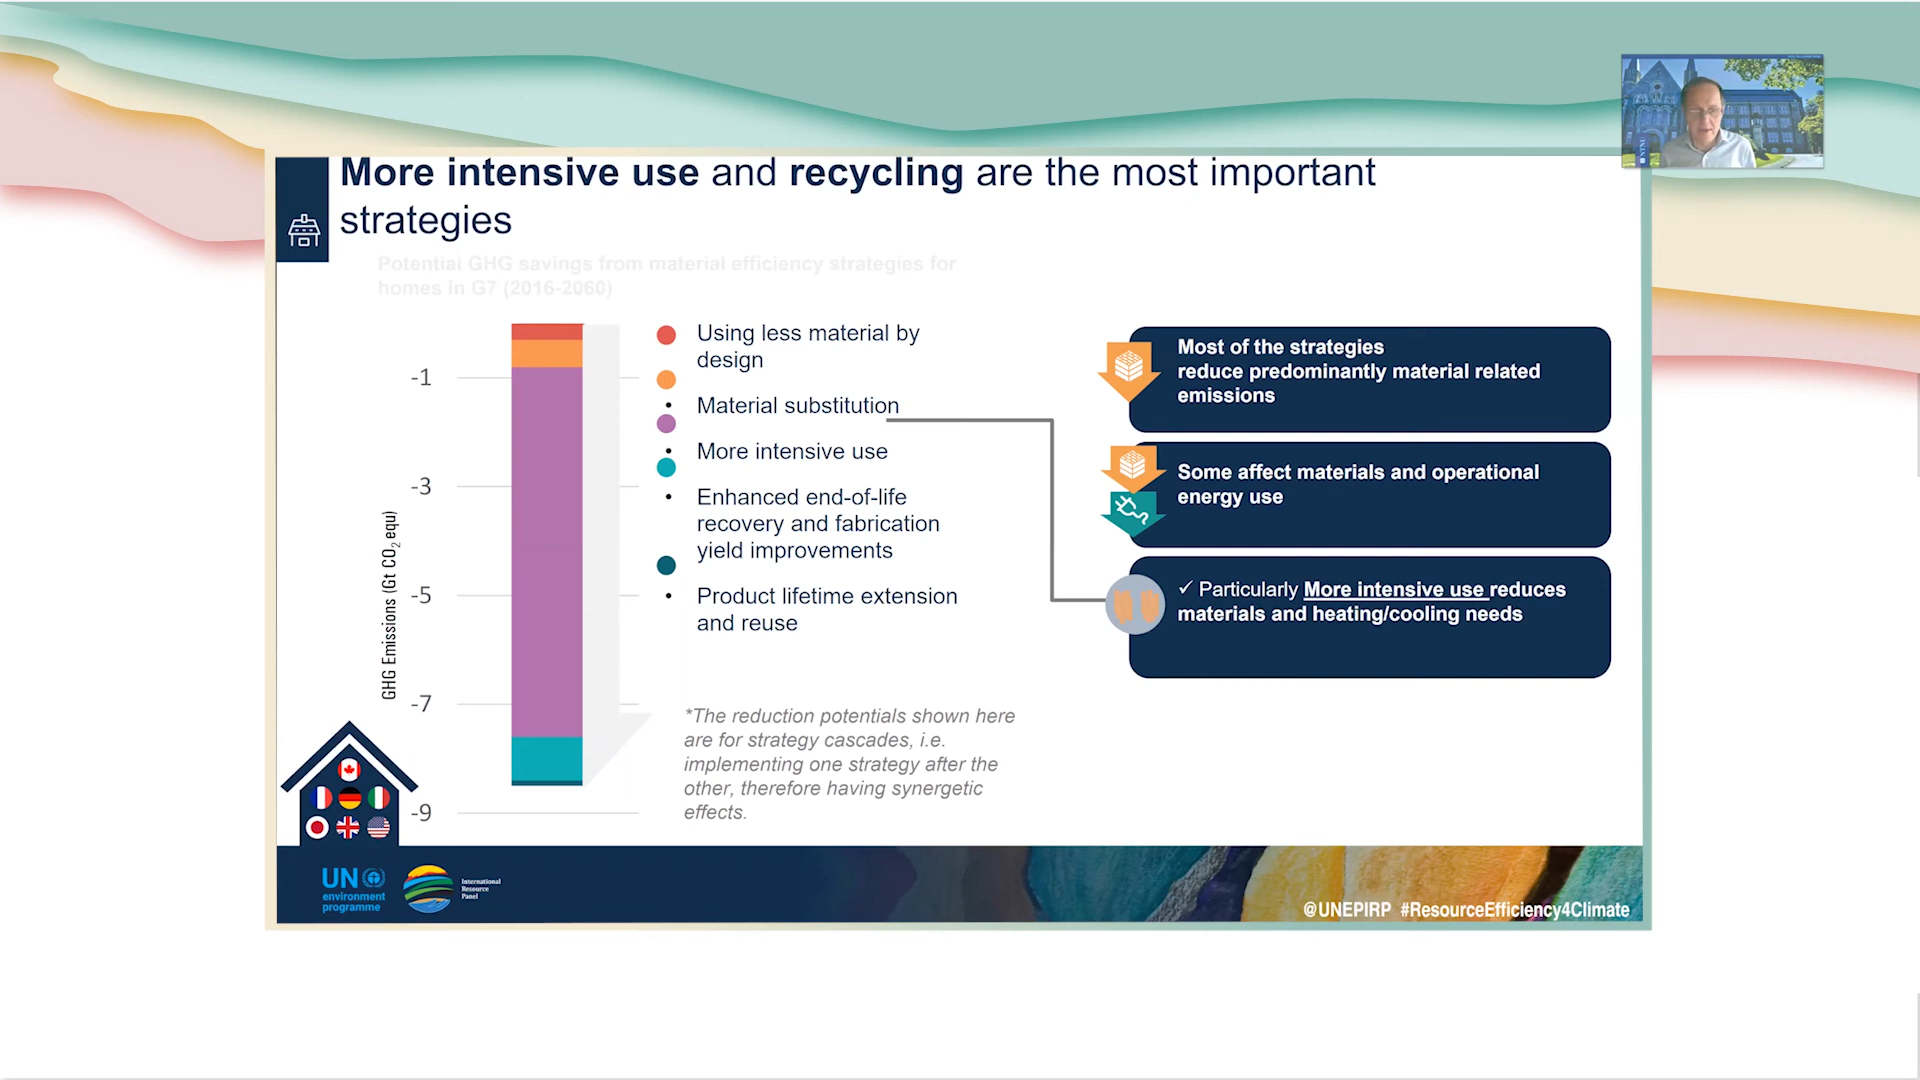 More intensive use and recycling are the most important
strategies
Potential GHG savings from material efficiency strategies for
homes in G7 (2016-2060)
GHG Emissions (Gt CO2 equ)
-1
-3
-5
-7
-9
Using less material by
design
• Material substitution
• More intensive use
• Enhanced end-of-life
recovery and fabrication
yield improvements
• Product lifetime extension
and reuse
*The reduction potentials shown here
are for strategy cascades, i.e.
implementing one strategy after the
other, therefore having synergetic
effects.
Most of the strategies
reduce predominantly material related
emissions
Some affect materials and operational
energy use
✓ Particularly More intensive use reduces
materials and heating/cooling needs
UN
environment
programme
International
Resource
Panel
@UNEPIRP #ResourceEfficiency4Climate
NTNU